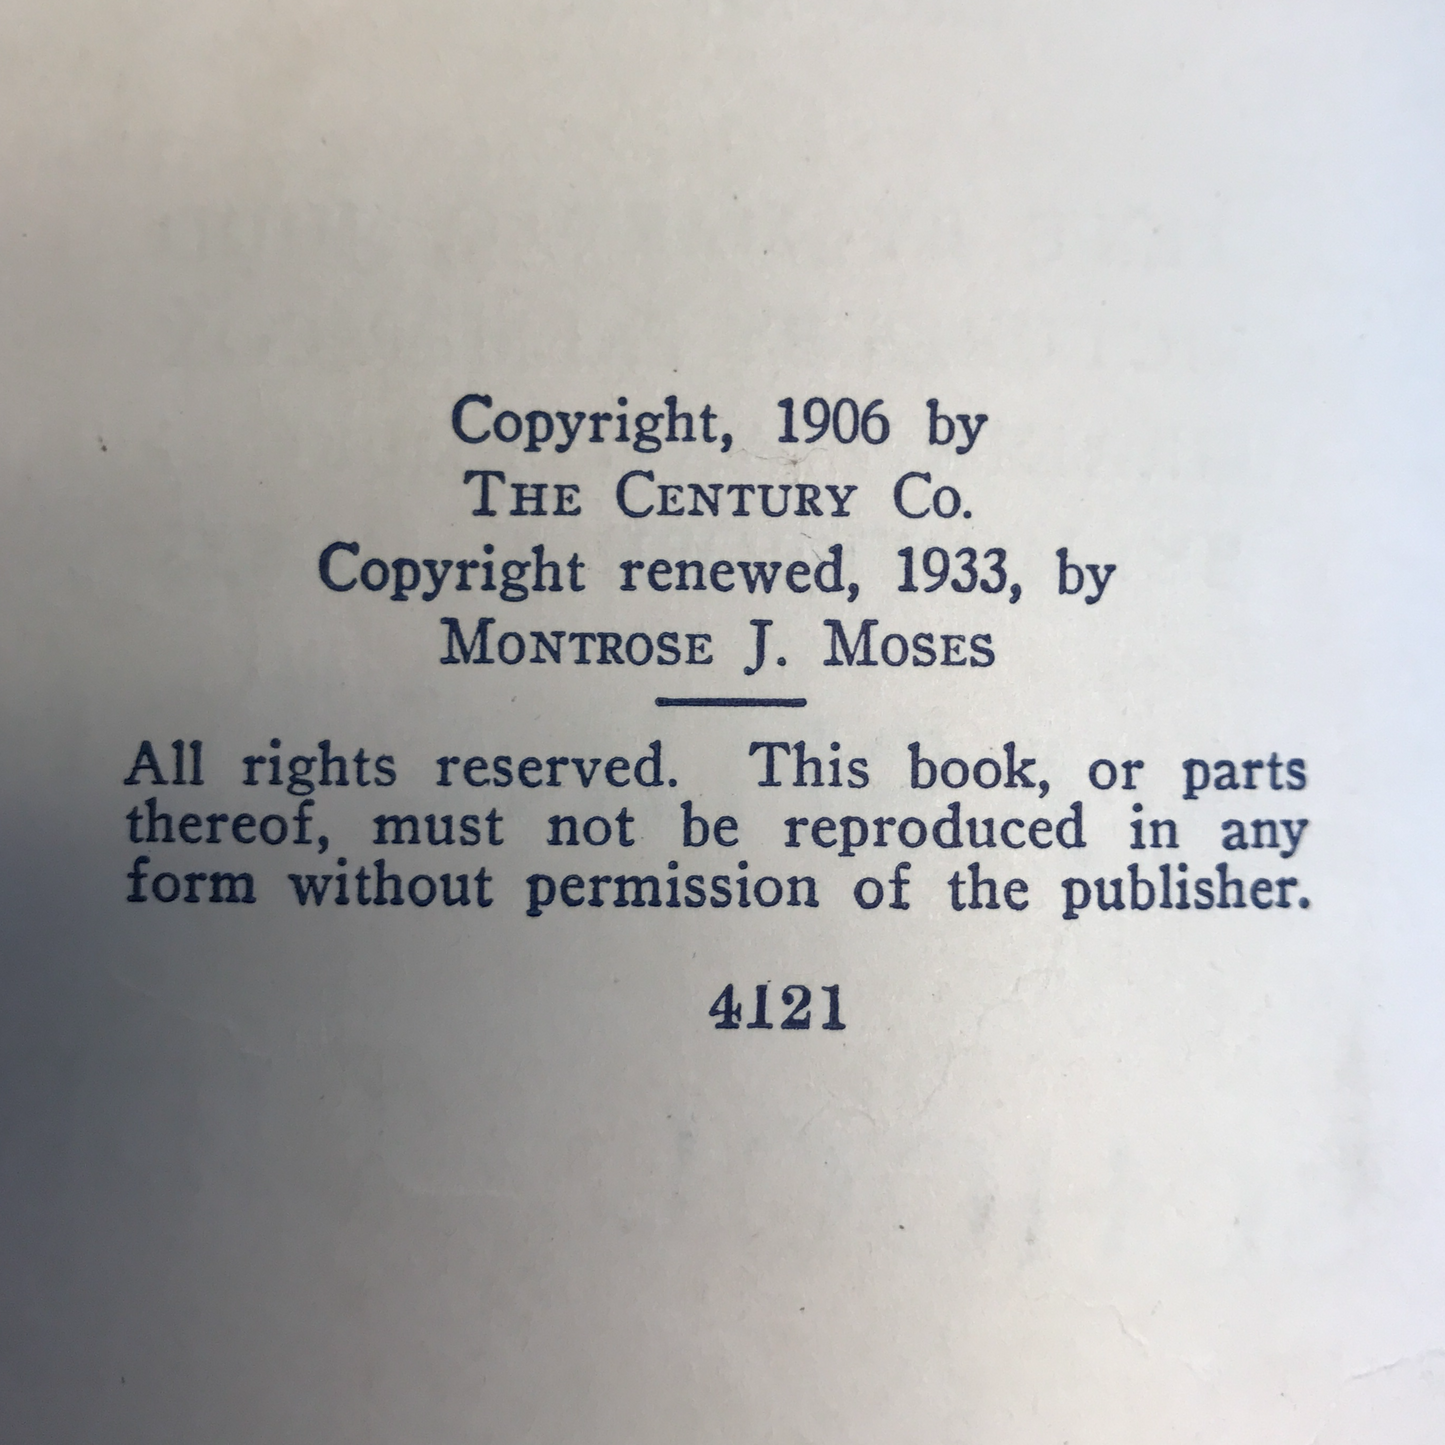 Copyright, 1906 by
THE CENTURY CO.
Copyright renewed, 1933, by
MONTROSE J. MOSES
All rights reserved. This book, or parts
thereof, must not be reproduced in any
form without permission of the publisher.
4121